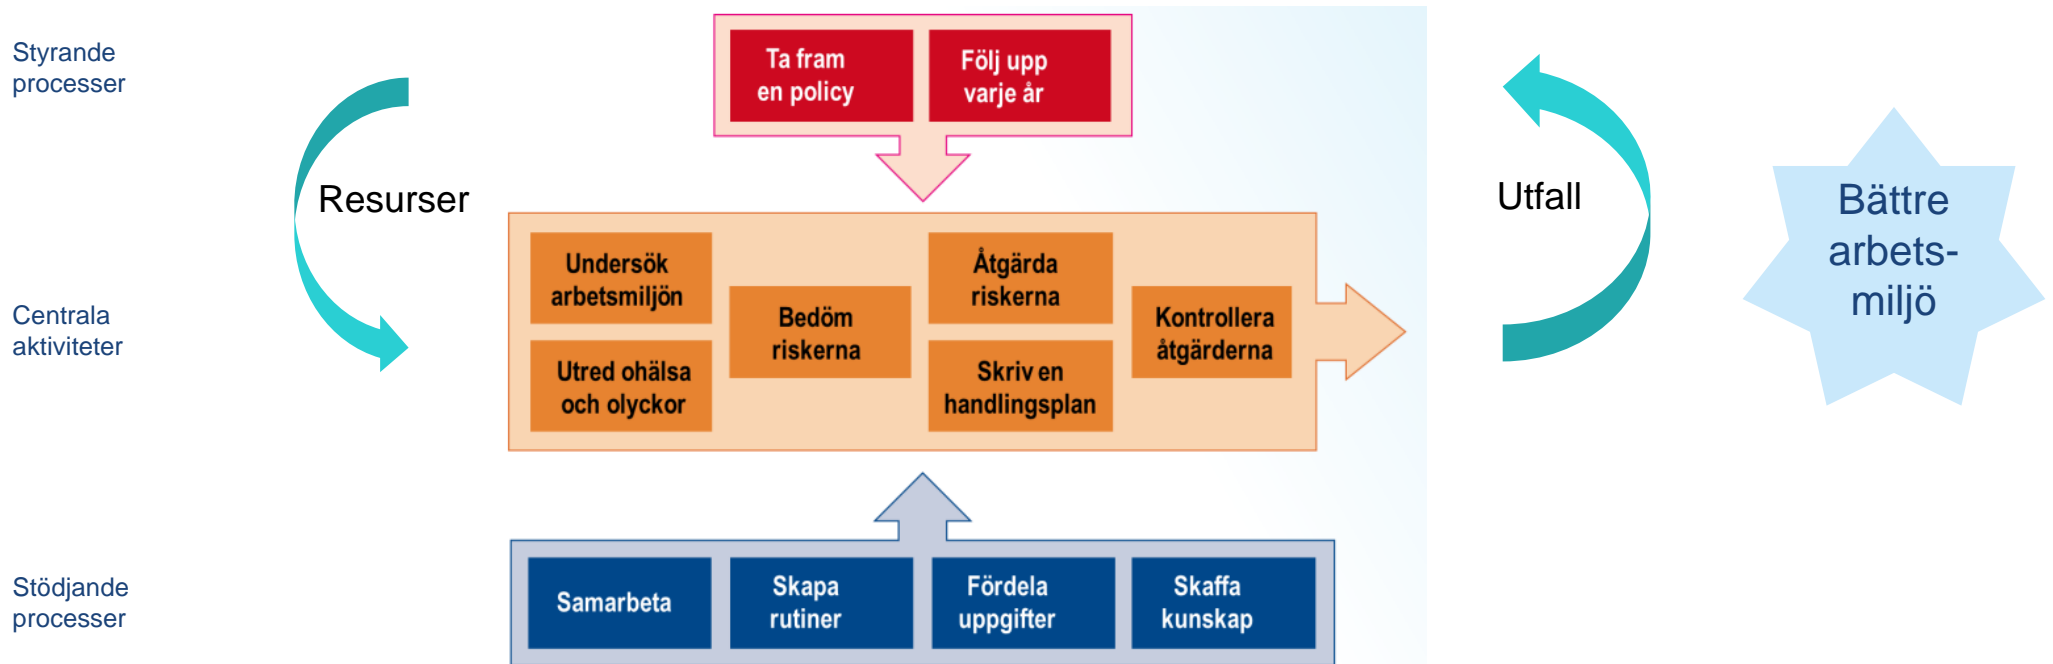 Styrande
processer
Ta fram
en policy
Följ upp
varje år
Resurser
Utfall
Bättre
arbets-
miljö
Centrala
aktiviteter
Undersök
arbetsmiljön
Utred ohälsa
och olyckor
Bedöm
riskerna
Åtgärda
riskerna
Skriv en
handlingsplan
Kontrollera
åtgärderna
Stödjande
processer
Samarbeta
Skapa
rutiner
Fördela
uppgifter
Skaffa
kunskap